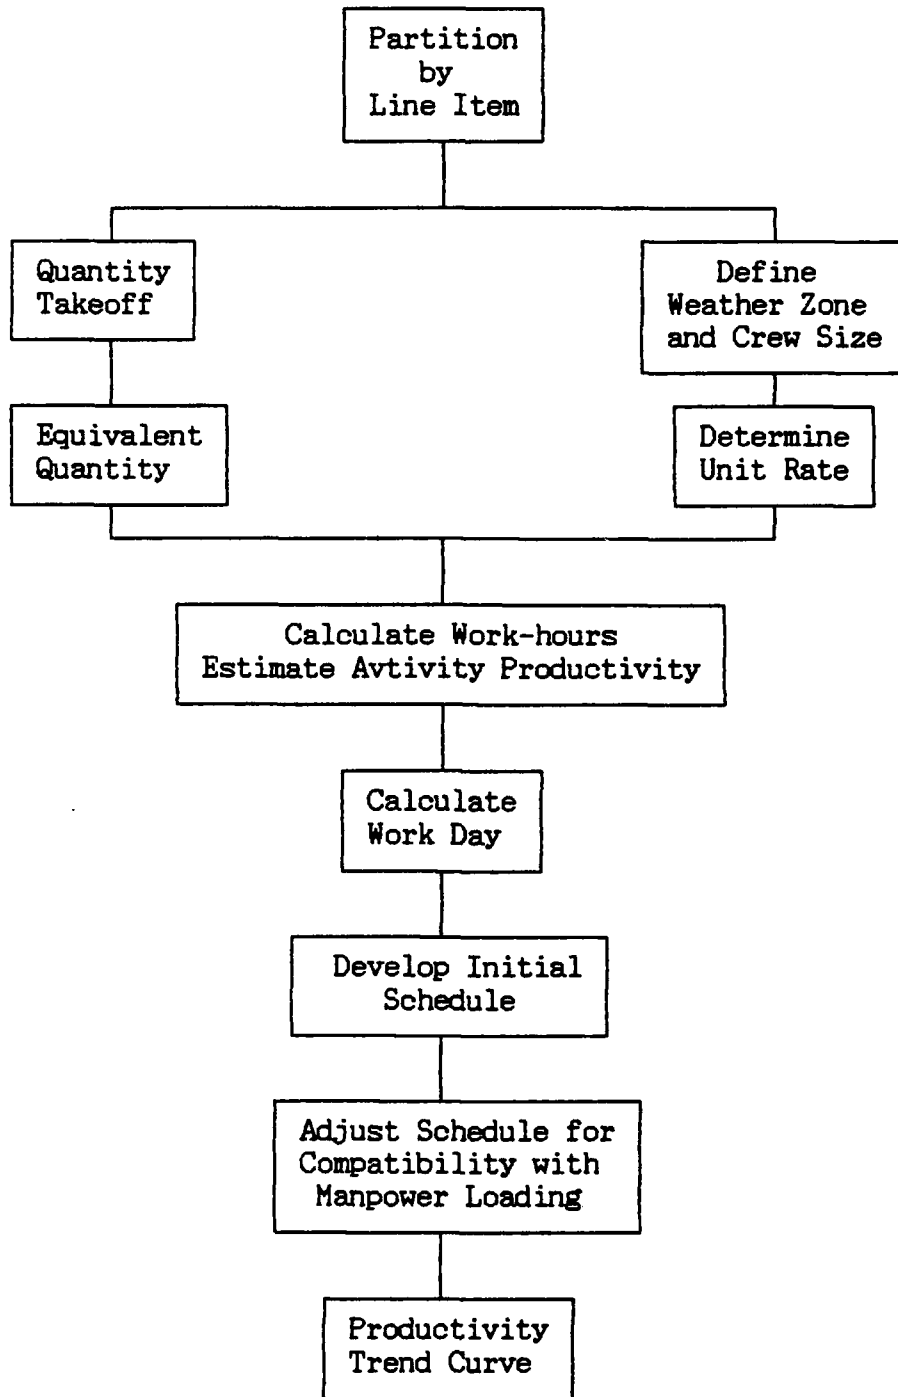 Partition
by
Line Item
Quantity
Takeoff
Define
Weather Zone
and Crew Size
Equivalent
Quantity
Determine
Unit Rate
Calculate Work-hours
Estimate Avtivity Productivity
Calculate
Work Day
Develop Initial
Schedule
Adjust Schedule for
Compatibility with
Manpower Loading
Productivity
Trend Curve